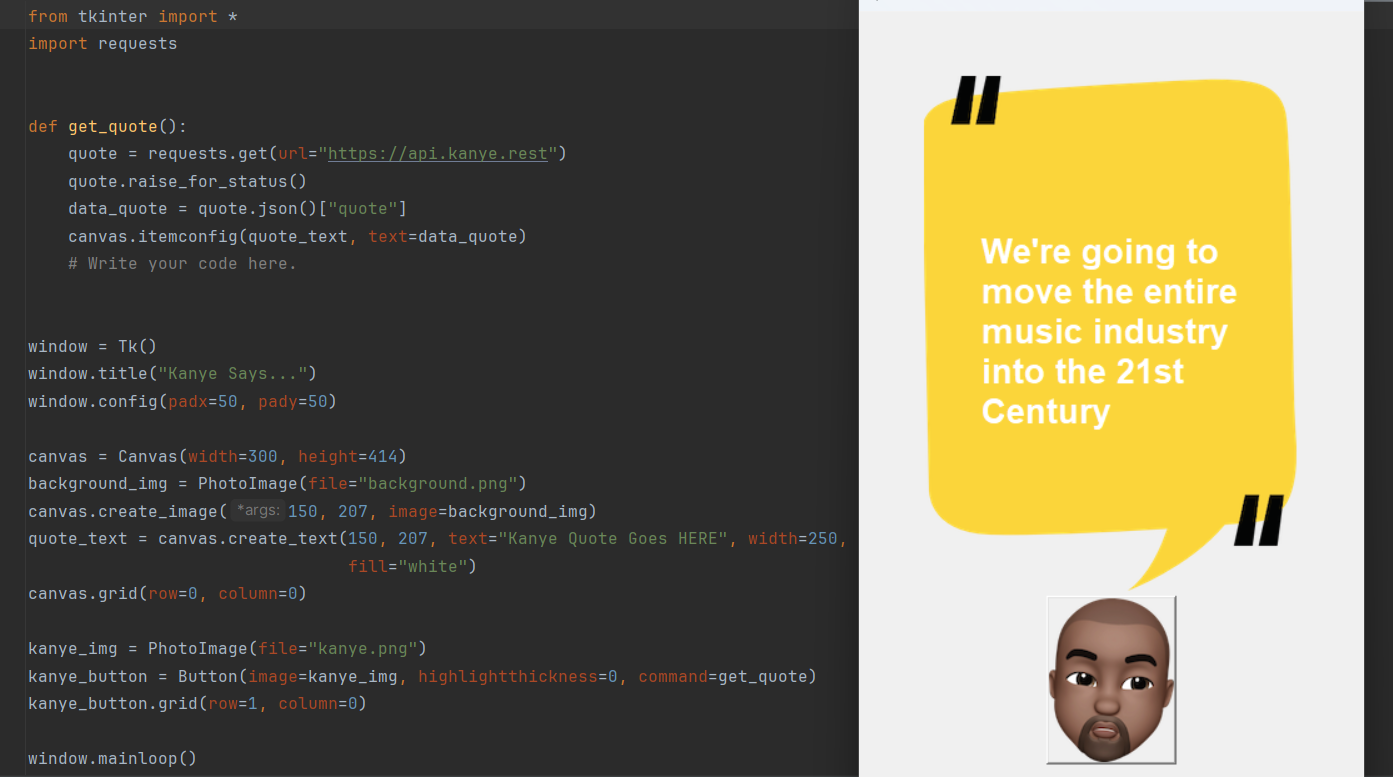 from tkinter import *
import requests
def get_quote():
quote = requests.get(url="https://api.kanye.rest")
quote.raise_for_status()
data_quote = quote.json()["quote"]
canvas.itemconfig(quote_text, text=data_quote)
# Write your code here.
window = Tk()
window.title("Kanye Says...")
window.config(padx=50, pady=50)
canvas = Canvas(width=300, height=414)
background_img = PhotoImage(file="background.png")
canvas.create_image( *args: 150, 207, image=background_img)
quote_text = canvas.create_text(150, 207, text="Kanye Quote Goes HERE", width=250,
fill="white")
canvas.grid(row=0, column=0)
kanye_img = PhotoImage(file="kanye.png")
kanye_button = Button(image=kanye_img, highlightthickness=0, command=get_quote)
kanye_button.grid(row=1, column=0)
window.mainloop()
We're going to
move the entire
music industry
into the 21st
Century